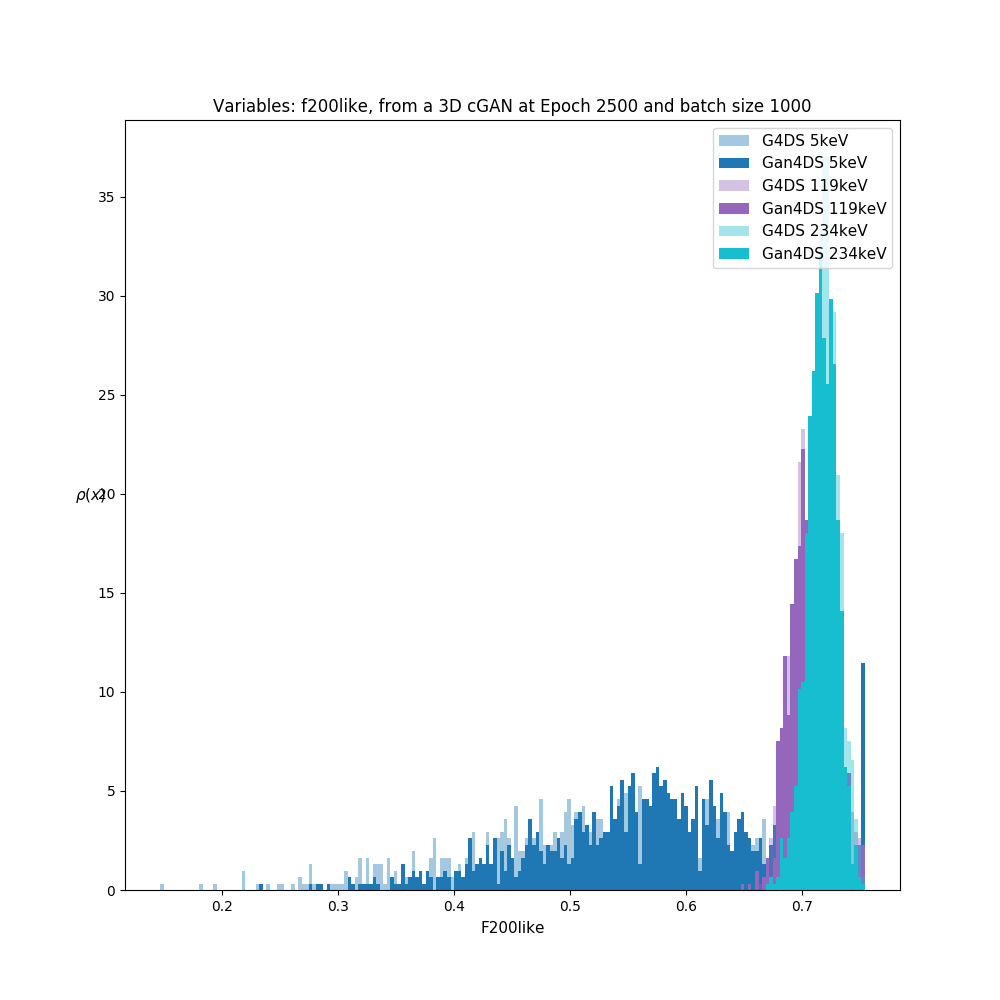 Variables: f200like, from a 3D cGAN at Epoch 2500 and batch size 1000
G4DS 5keV
Gan4DS 5keV
G4DS 119keV
Gan4DS 119keV
G4DS 234keV
Gan4DS 234keV
35
30
25
ρ(x)
20
15
10
5
0
0.2 0.3 0.4 0.5 0.6 0.7
F200like